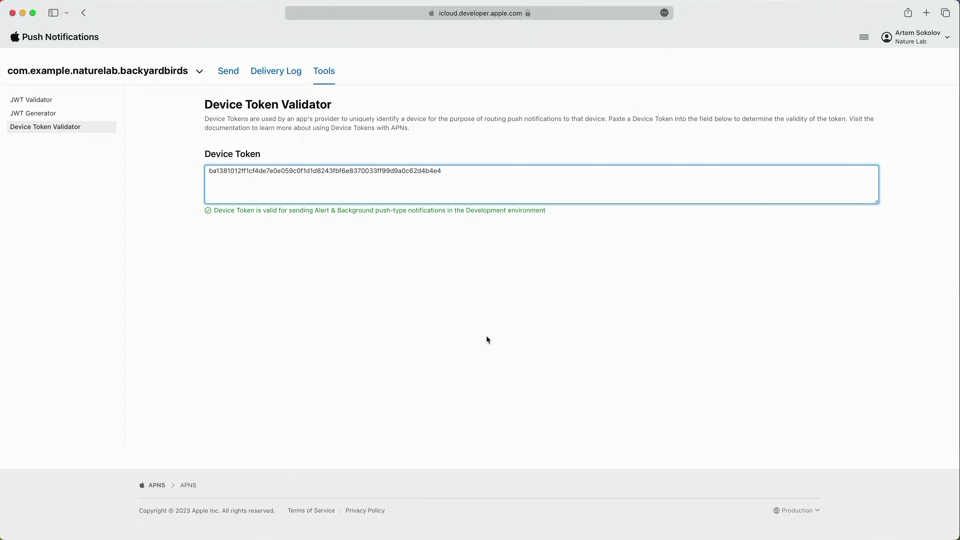 icloud.developer.apple.com
Push Notifications
Artem Sokolov
Nature Lab
com.example.naturelab.backyardbirds
Send
Delivery Log
Tools
JWT Validator
JWT Generator
Device Token Validator
Device Token Validator
Device Tokens are used by an app's provider to uniquely identify a device for the purpose of routing push notifications to that device. Paste a Device Token into the field below to determine the validity of the token. Visit the
documentation to learn more about using Device Tokens with APNs.
Device Token
ba1381012ff1cf4de7e0e059c0f1d1d8243fbf6e8370033ff99d9a0c62d4b4e4
Device Token is valid for sending Alert & Background push-type notifications in the Development environment
APNS
APNS
Copyright © 2023 Apple Inc. All rights reserved.
Terms of Service
Privacy Policy
Production